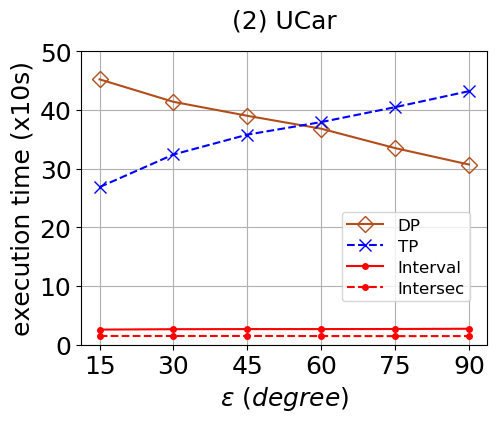 (2) UCar
execution time (x10s)
50
40
30
20
10
0
DP
TP
Interval
Intersec
15 30 45 60 75 90
ε (degree)